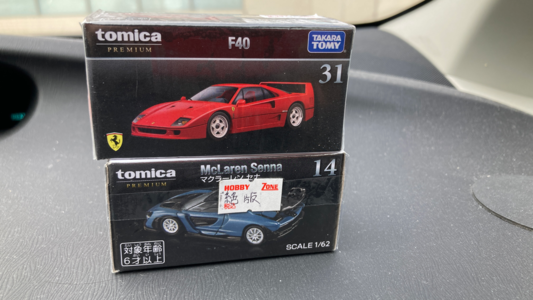 tomica
PREMIUM
F40
TAKARA
TOMY
31
tomica
PREMIUM
McLaren Senna
マクラーレン セナ
14
HOBBY ZONE
絕版
対象年齢
6才以上
SCALE 1/62